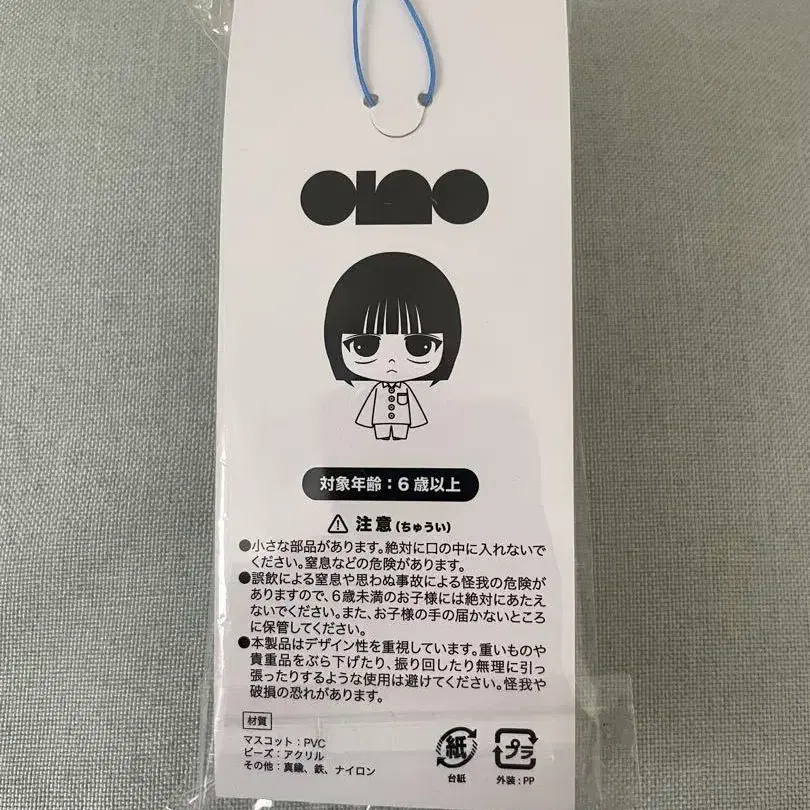 対象年齢：6歳以上
⚠ 注意(ちゅうい)
●小さな部品があります。絶対に口の中に入れないで
ください。窒息などの危険があります。
●誤飲による窒息や思わぬ事故による怪我の危険が
ありますので、6歳未満のお子様には絶対にあたえ
ないでください。また、お子様の手の届かないところ
に保管してください。
●本製品はデザイン性を重視しています。重いものや
貴重品をぶら下げたり、振り回したり無理に引っ
張ったりするような使用は避けてください。怪我や
破損の恐れがあります。
材質
マスコット：PVC
ビーズ：アクリル
その他：真鍮、鉄、ナイロン
紙
台紙
プラ
外装：PP